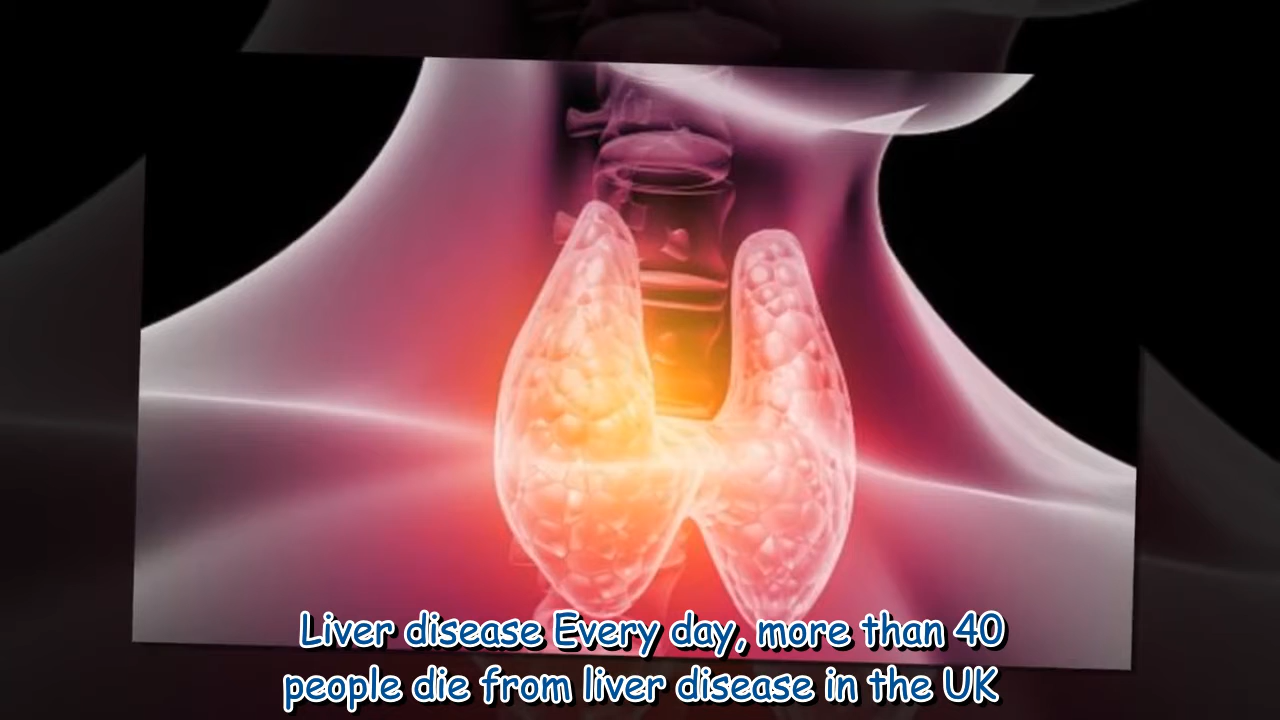 Liver disease Every day, more than 40
people die from liver disease in the UK